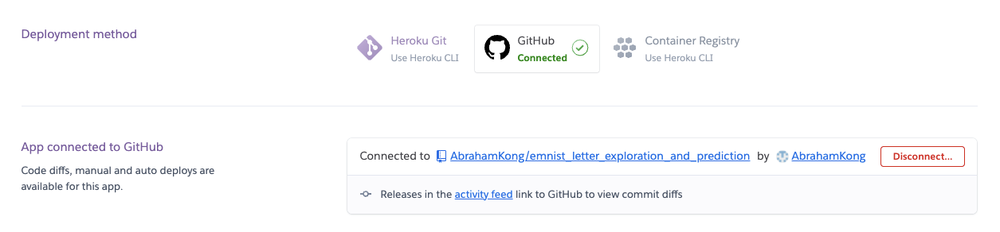 Deployment method
Heroku Git
Use Heroku CLI
GitHub
Connected
Container Registry
Use Heroku CLI
App connected to GitHub
Code diffs, manual and auto deploys are
available for this app.
Connected to AbrahamKong/emnist_letter_exploration_and_prediction by AbrahamKong Disconnect...
Releases in the activity feed link to GitHub to view commit diffs